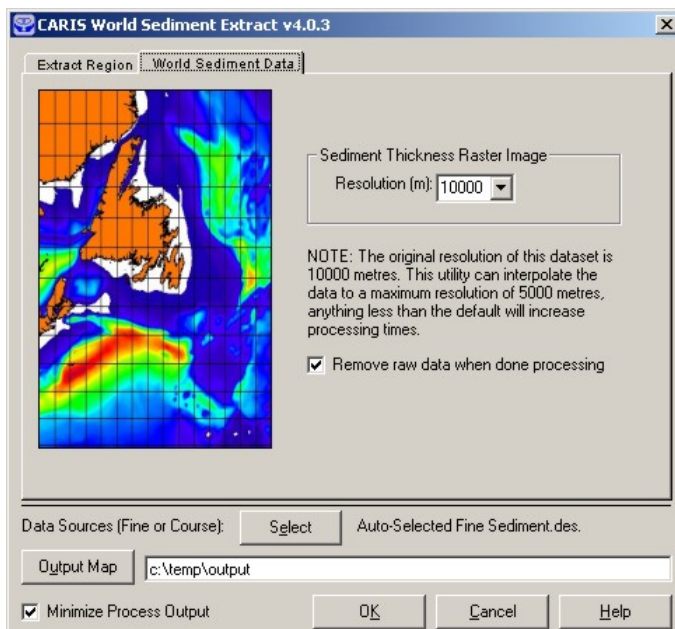 CARIS World Sediment Extract v4.0.3
Extract Region World Sediment Data
Sediment Thickness Raster Image
Resolution (m): 10000
NOTE: The original resolution of this dataset is
10000 metres. This utility can interpolate the
data to a maximum resolution of 5000 metres,
anything less than the default will increase
processing times.
Remove raw data when done processing
Data Sources (Fine or Course): Select Auto-Selected Fine Sediment.des.
Output Map c:\temp\output
Minimize Process Output OK Cancel Help